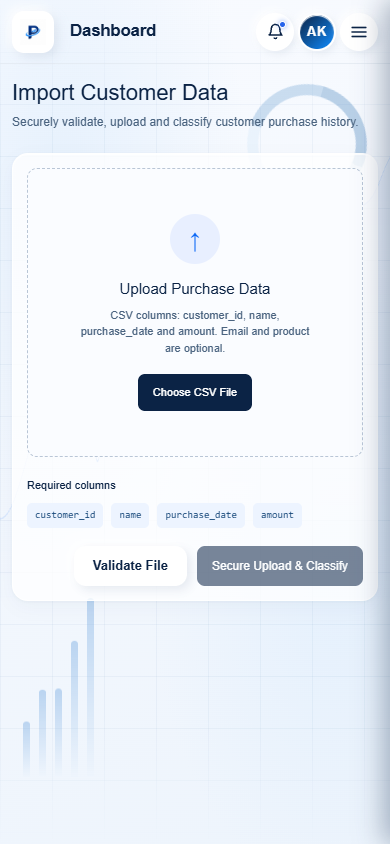 P
Dashboard
AK
Import Customer Data
Securely validate, upload and classify customer purchase history.
↑
Upload Purchase Data
CSV columns: customer_id, name,
purchase_date and amount. Email and product
are optional.
Choose CSV File
Required columns
customer_id name purchase_date amount
Validate File Secure Upload & Classify